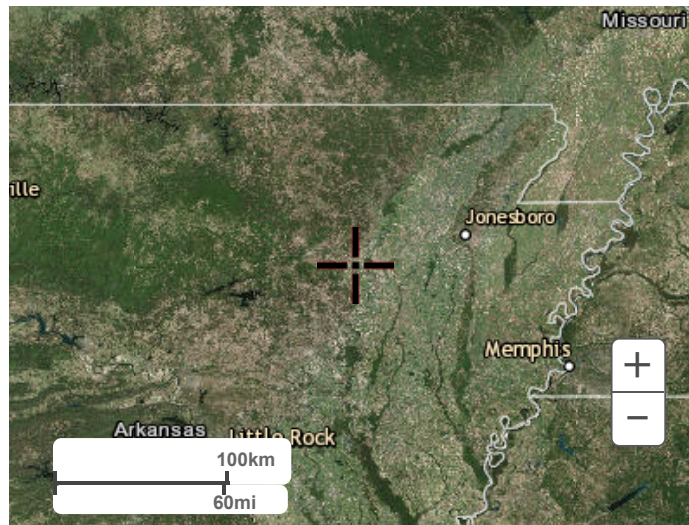 Missouri
ille
Jonesboro
Memphis
+
−
Arkansas
Little Rock
100km
60mi